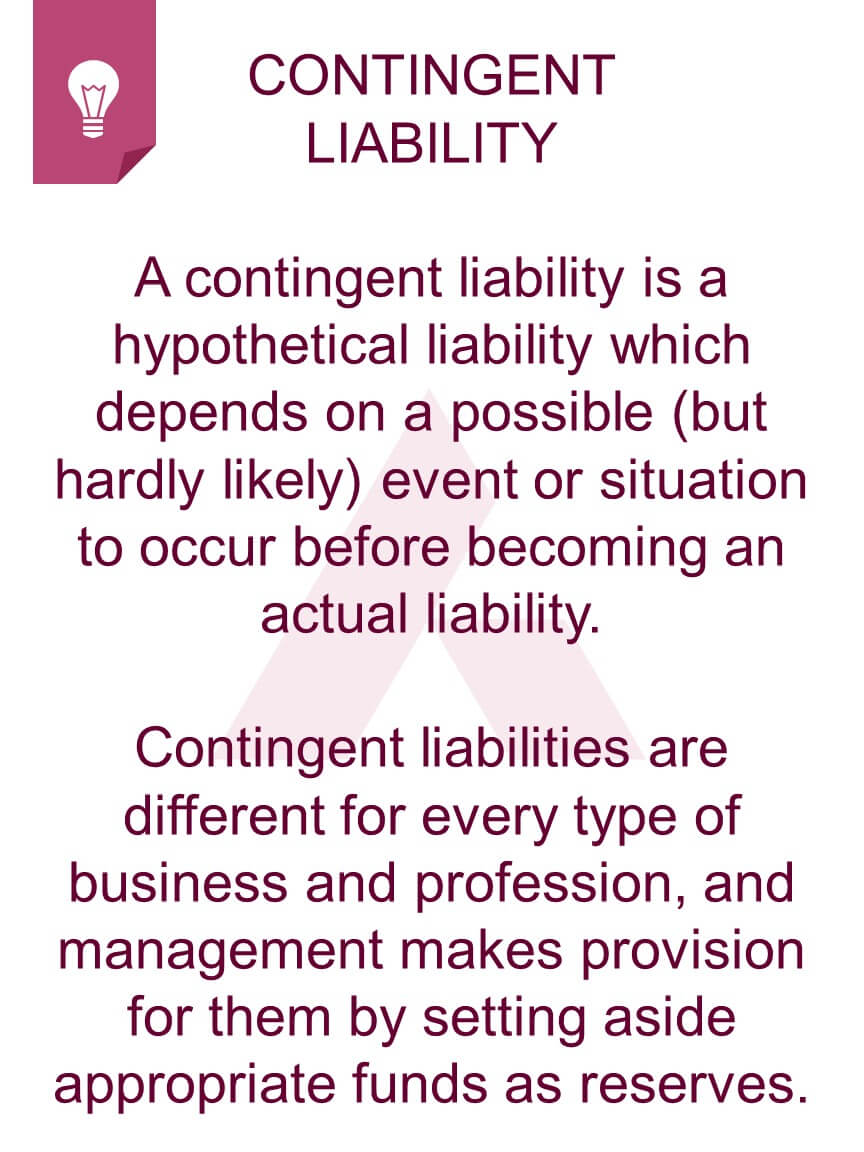 CONTINGENT
LIABILITY
A contingent liability is a
hypothetical liability which
depends on a possible (but
hardly likely) event or situation
to occur before becoming an
actual liability.
Contingent liabilities are
different for every type of
business and profession, and
management makes provision
for them by setting aside
appropriate funds as reserves.